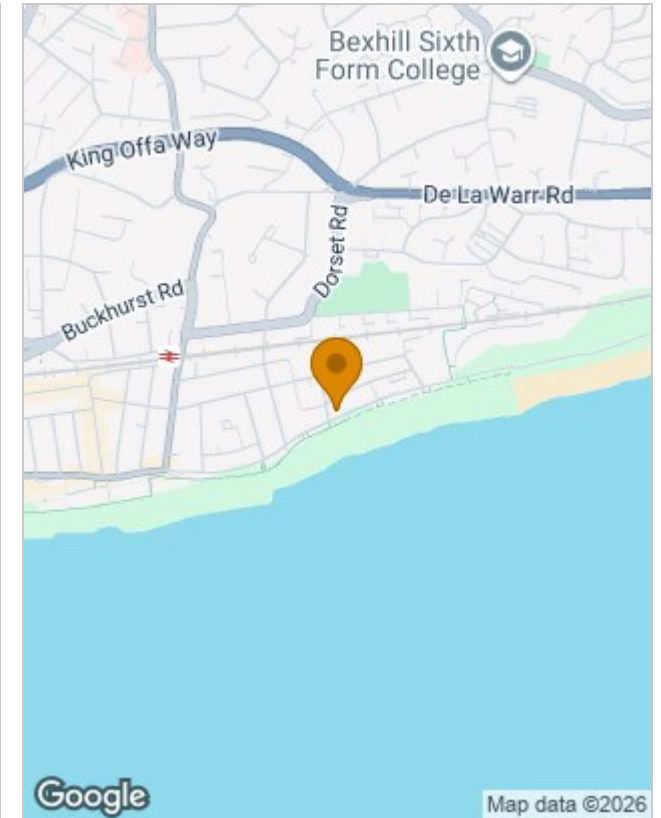 Bexhill Sixth
Form College
King Offa Way
De La Warr Rd
Dorset Rd
Buckhurst Rd
Google
Map data ©2026